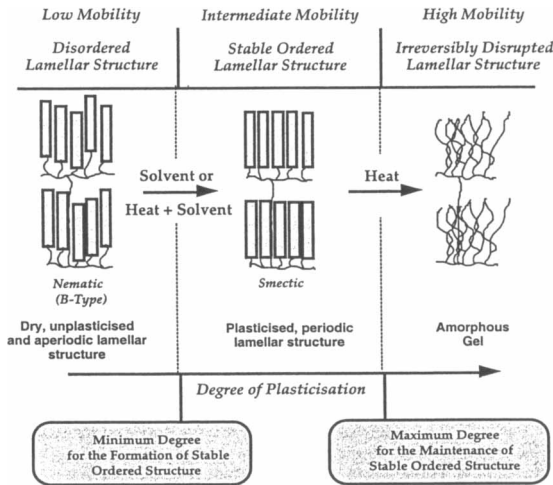 Low Mobility
Intermediate Mobility
High Mobility
Disordered
Lamellar Structure
Stable Ordered
Lamellar Structure
Irreversibly Disrupted
Lamellar Structure
Solvent or
Heat + Solvent
Heat
Nematic
(B-Type)
Smectic
Dry, unplasticised
and aperiodic lamellar
structure
Plasticised, periodic
lamellar structure
Amorphous
Gel
Degree of Plasticisation
Minimum Degree
for the Formation of Stable
Ordered Structure
Maximum Degree
for the Maintenance of
Stable Ordered Structure